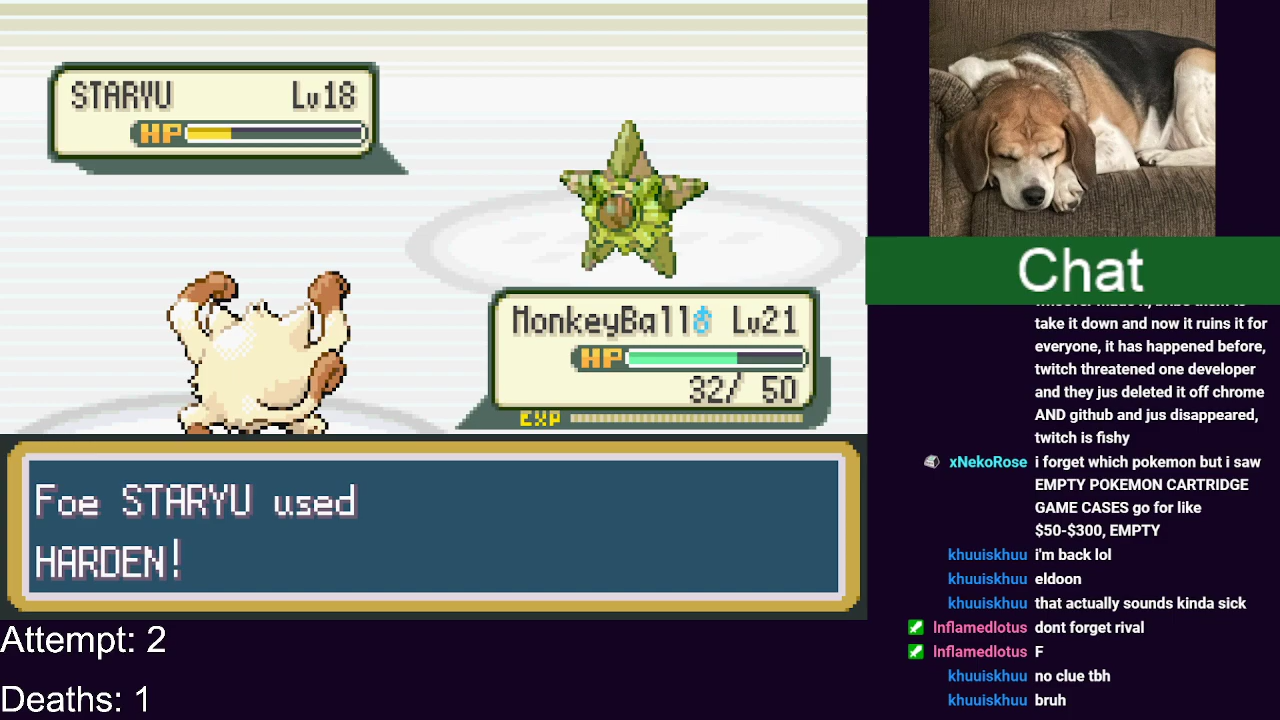 STARYU Lv18
HP
MonkeyBall♂ Lv21
HP
32/ 50
EXP
Foe STARYU used
HARDEN!
Attempt: 2
Deaths: 1
Chat
take it down and now it ruins it for
everyone, it has happened before,
twitch threatened one developer
and they jus deleted it off chrome
AND github and jus disappeared,
twitch is fishy
xNekoRose i forget which pokemon but i saw
EMPTY POKEMON CARTRIDGE
GAME CASES go for like
$50-$300, EMPTY
khuuiskhuu i'm back lol
khuuiskhuu eldoon
khuuiskhuu that actually sounds kinda sick
Inflamedlotus dont forget rival
Inflamedlotus F
khuuiskhuu no clue tbh
khuuiskhuu bruh